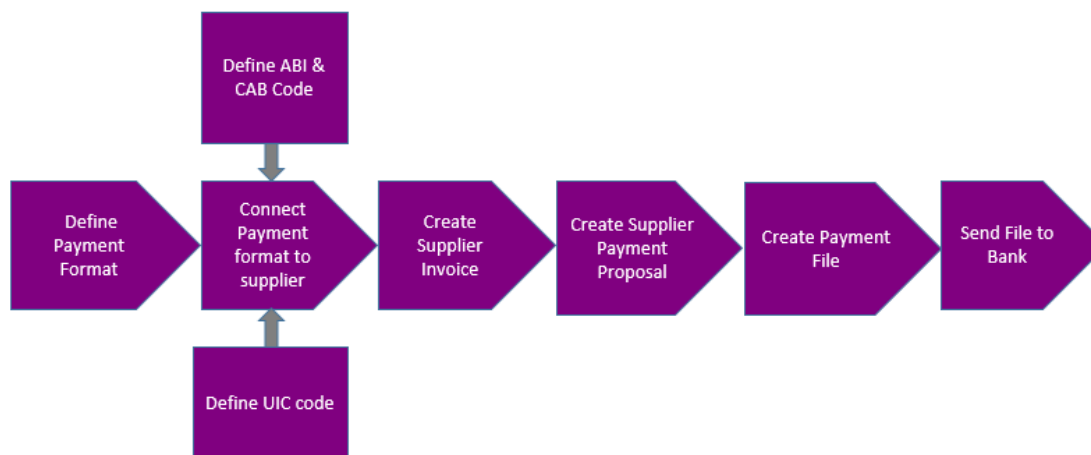 Define ABI &
CAB Code
Define
Payment
Format
Connect
Payment
format to
supplier
Create
Supplier
Invoice
Create Supplier
Payment
Proposal
Create Payment
File
Send File to
Bank
Define UIC code